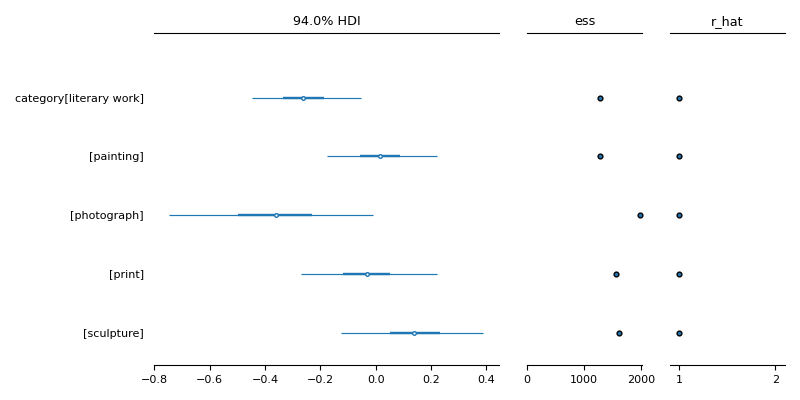 94.0% HDI ess r_hat
category[literary work]
[painting]
[photograph]
[print]
[sculpture]
−0.8 −0.6 −0.4 −0.2 0.0 0.2 0.4 0 1000 2000 1 2